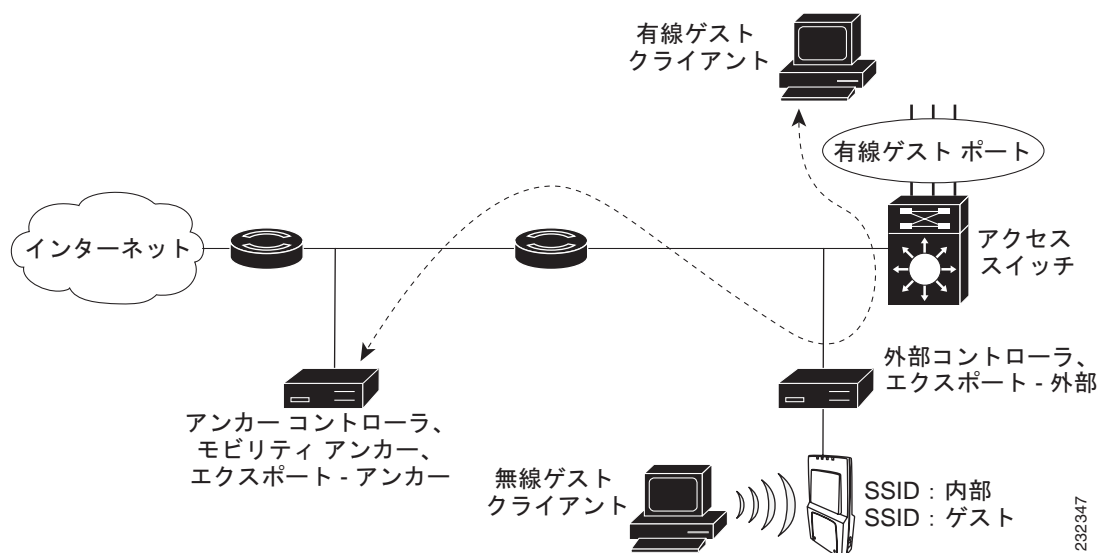 有線ゲスト
クライアント
有線ゲスト ポート
インターネット
アクセス
スイッチ
外部コントローラ、
エクスポート - 外部
アンカー コントローラ、
モビリティ アンカー、
エクスポート - アンカー
無線ゲスト
クライアント
SSID：内部
SSID：ゲスト
232347